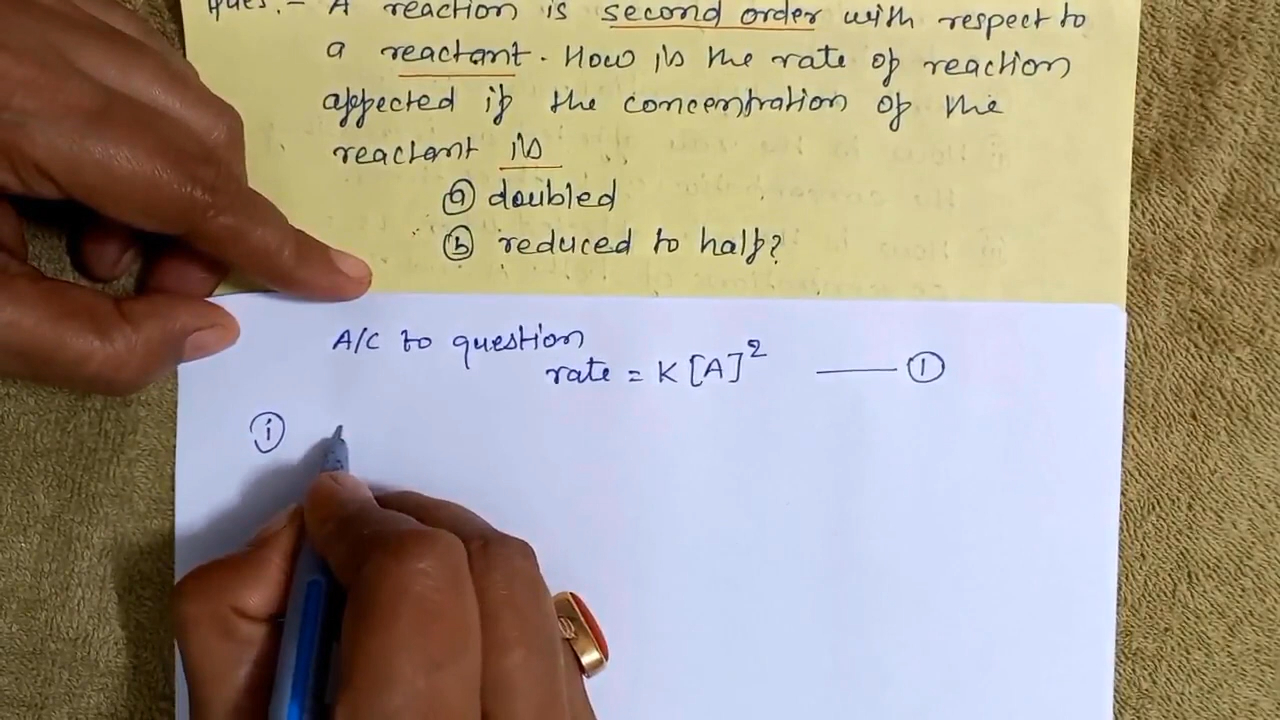 Ques.- A reaction is second order with respect to
a reactant. How is the rate of reaction
affected if the concentration of the
reactant is
(a) doubled
(b) reduced to half?
A/C to question
rate = K[A]² —— (1)
(i)